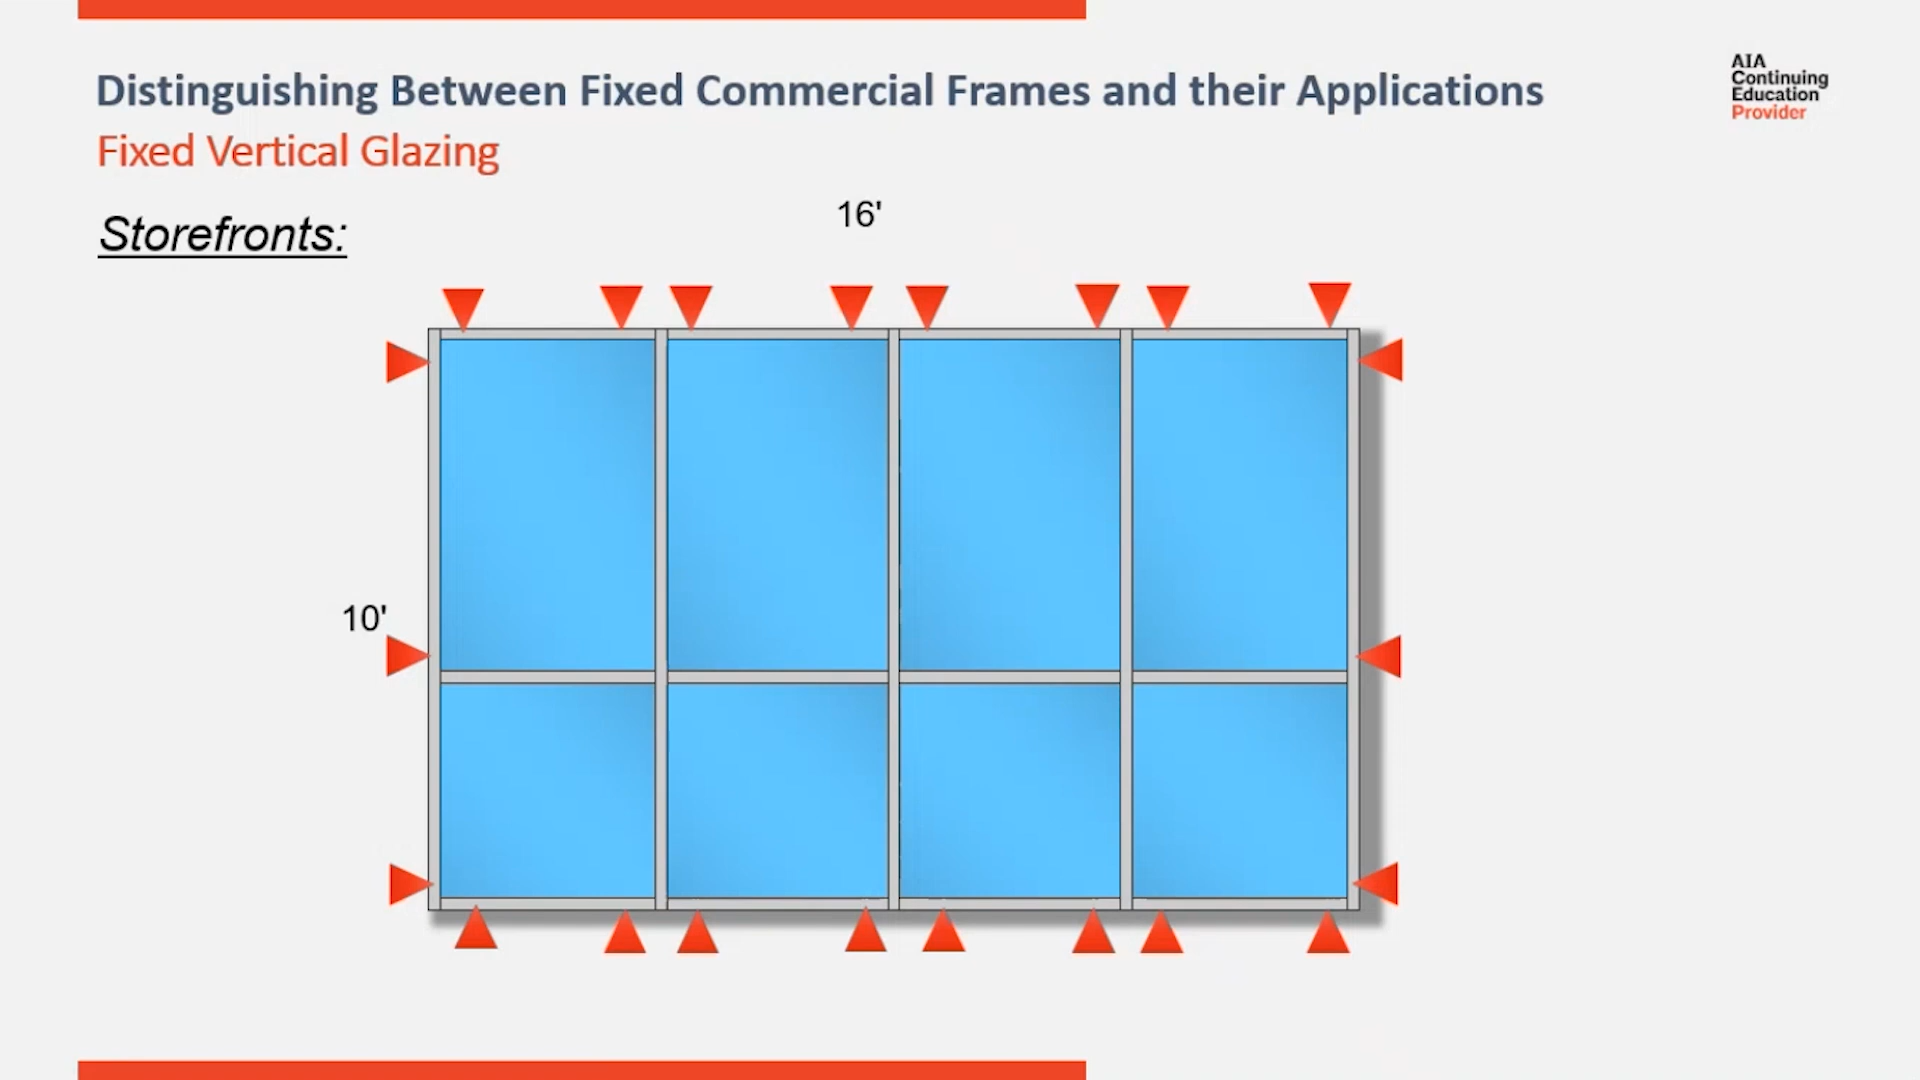 Distinguishing Between Fixed Commercial Frames and their Applications
AIA
Continuing
Education
Provider
Fixed Vertical Glazing
Storefronts:
16'
10'